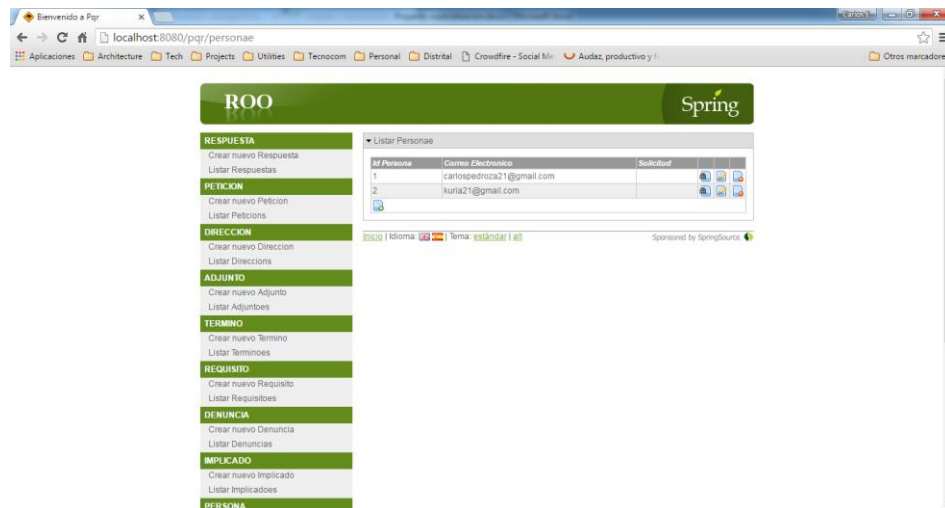 Bienvenido a Pqr
Carlos
localhost:8080/pqr/personae
Aplicaciones Architecture Tech Projects Utilities Tecnocom Personal Distrital Crowdfire - Social Me Audaz, productivo y f Otros marcadore
ROO
Spring
RESPUESTA
Crear nuevo Respuesta
Listar Respuestas
PETICION
Crear nuevo Peticion
Listar Peticions
DIRECCION
Crear nuevo Direccion
Listar Direccions
ADJUNTO
Crear nuevo Adjunto
Listar Adjuntoes
TERMINO
Crear nuevo Termino
Listar Terminoes
REQUISITO
Crear nuevo Requisito
Listar Requisitoes
DENUNCIA
Crear nuevo Denuncia
Listar Denuncias
IMPLICADO
Crear nuevo Implicado
Listar Implicadoes
PERSONA
Listar Personae
Id Persona Correo Electronico Solicitud
1 carlospedroza21@gmail.com
2 kuria21@gmail.com
Inicio | Idioma: | Tema: estándar | alt
Sponsored by SpringSource